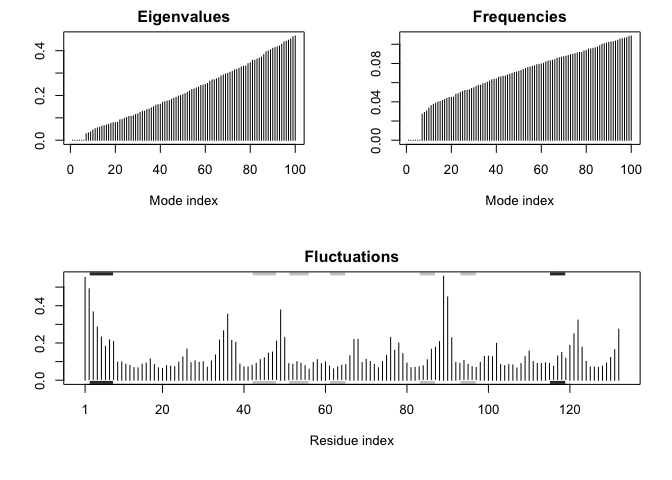 Eigenvalues
0.0 0.2 0.4
0 20 40 60 80 100
Mode index
Frequencies
0.00 0.04 0.08
0 20 40 60 80 100
Mode index
Fluctuations
0.0 0.2 0.4
1 20 40 60 80 100 120
Residue index